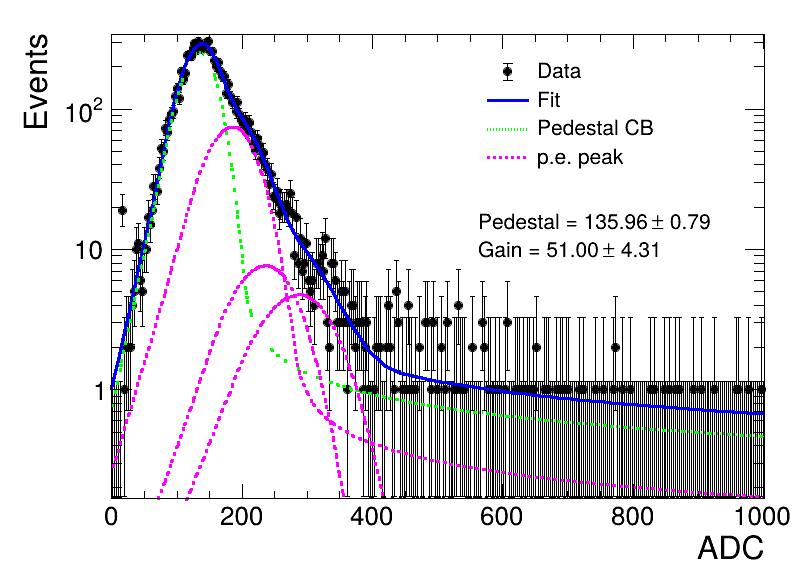 Events
10²
10
1
Data
Fit
Pedestal CB
p.e. peak
Pedestal = 135.96 ± 0.79
Gain = 51.00 ± 4.31
0 200 400 600 800 1000
ADC